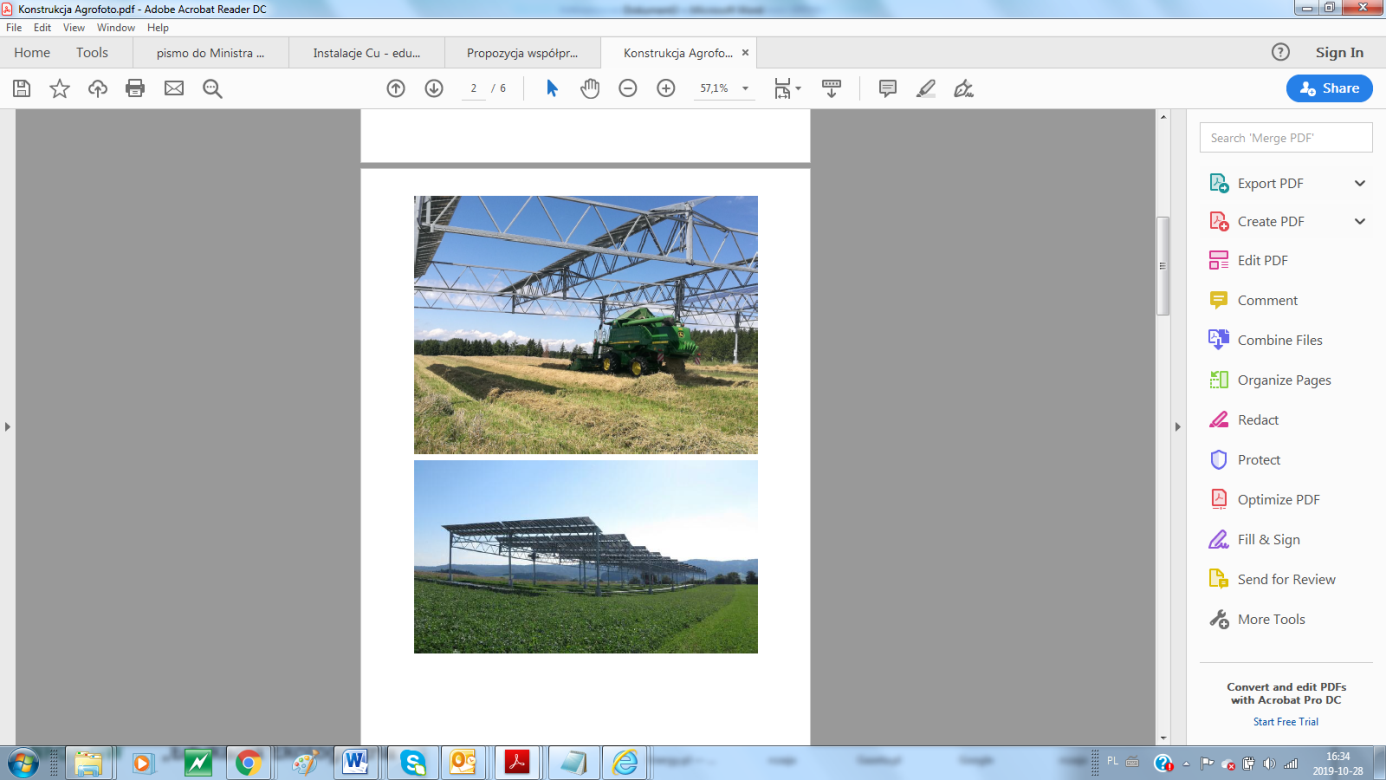 Konstrukcja Agrofoto.pdf - Adobe Acrobat Reader DC
File Edit View Window Help
Home Tools pismo do Ministra ... Instalacje Cu - edu... Propozycja współpr... Konstrukcja Agrofo... × Sign In
2 / 6 57,1% Share
Search 'Merge PDF'
Export PDF
Create PDF
Edit PDF
Comment
Combine Files
Organize Pages
Redact
Protect
Optimize PDF
Fill & Sign
Send for Review
More Tools
Convert and edit PDFs
with Acrobat Pro DC
Start Free Trial
PL 16:34
2019-10-28